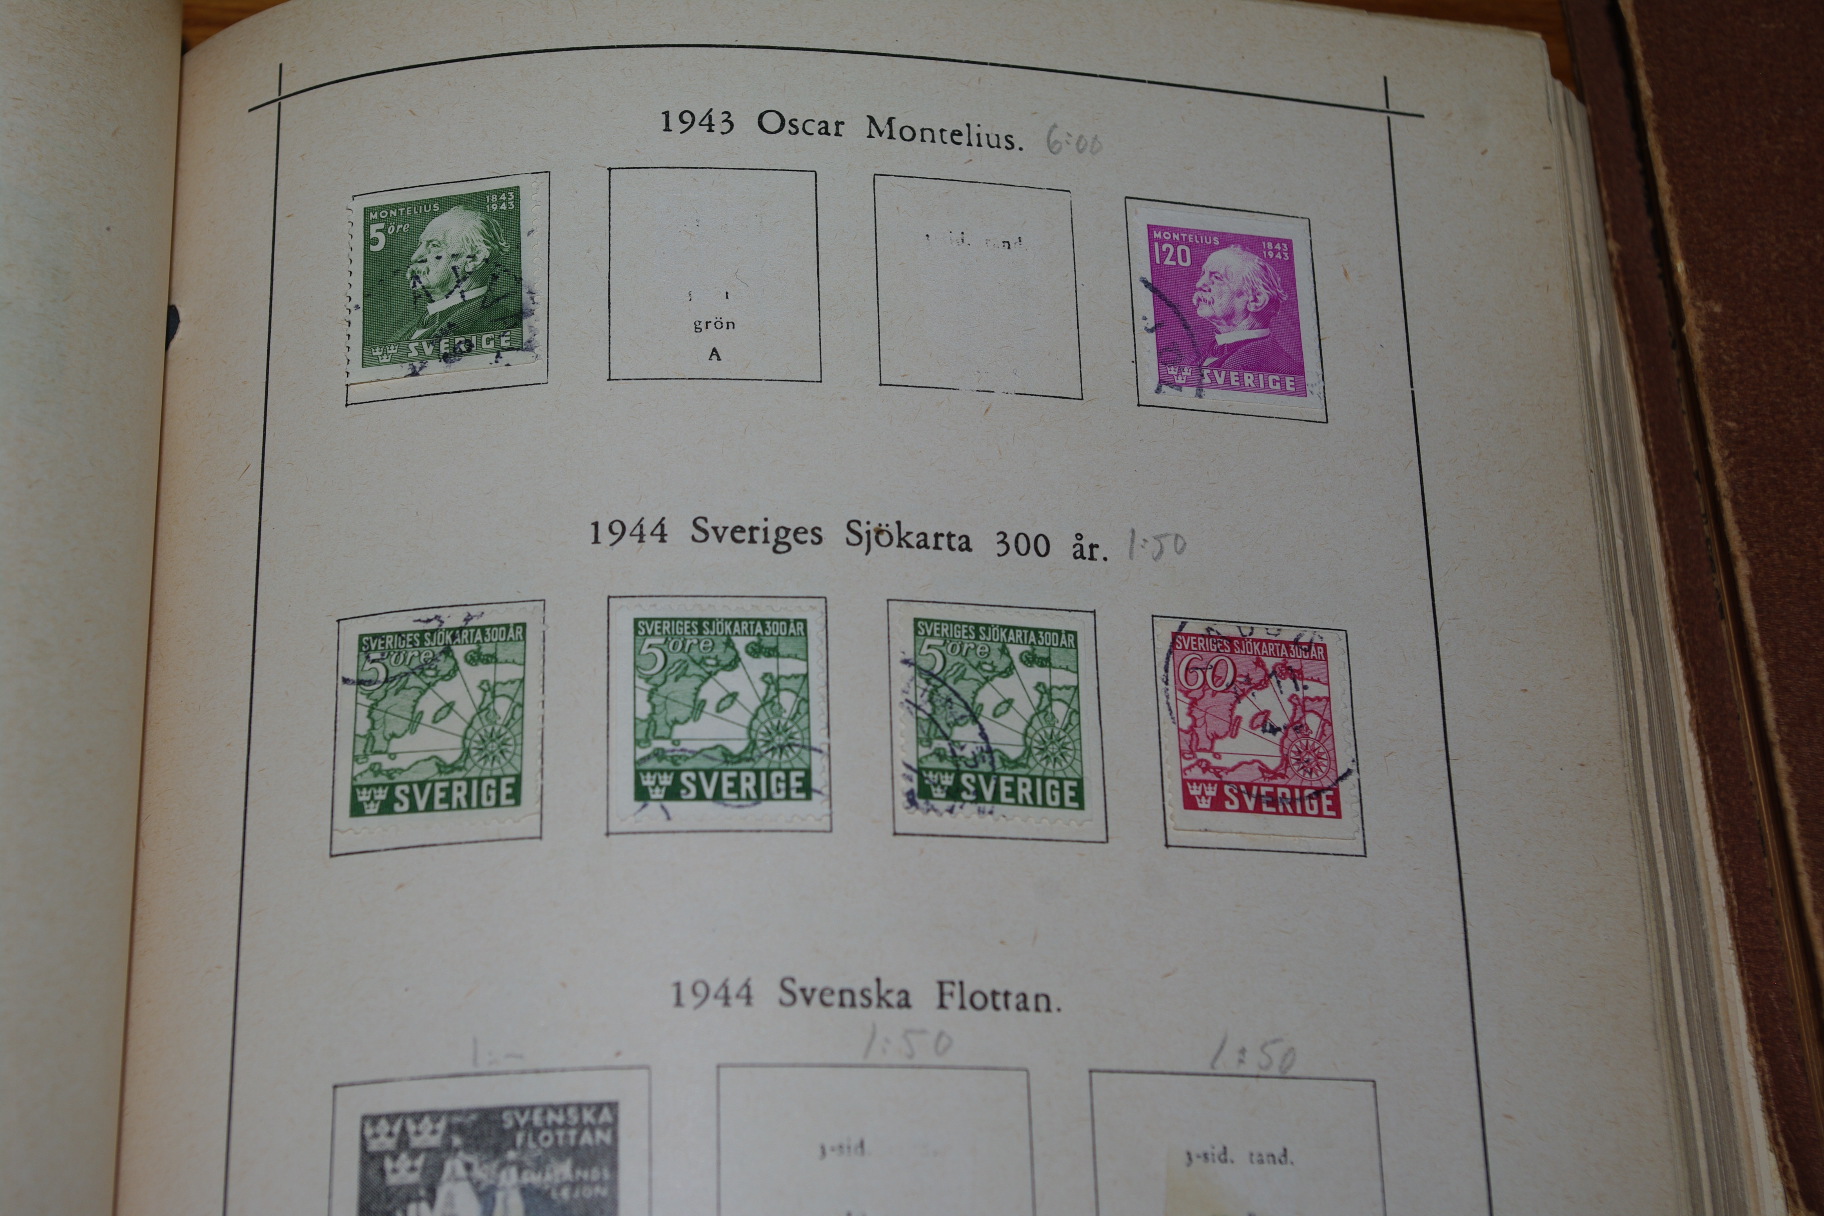 1943 Oscar Montelius. 6:00
MONTELIUS 1843
1943
5 öre
SVERIGE
grön
A
MONTELIUS 1843
120 1943
SVERIGE
1944 Sveriges Sjökarta 300 år. 1:50
SVERIGES SJÖKARTA 300 ÅR
5 öre
SVERIGE
SVERIGES SJÖKARTA 300 ÅR
5 öre
SVERIGE
SVERIGES SJÖKARTA 300 ÅR
5 öre
SVERIGE
SVERIGES SJÖKARTA 300 ÅR
60
SVERIGE
1944 Svenska Flottan.
1:- 1:50 1:50
SVENSKA
FLOTTAN
3-sid.
3-sid. tand.